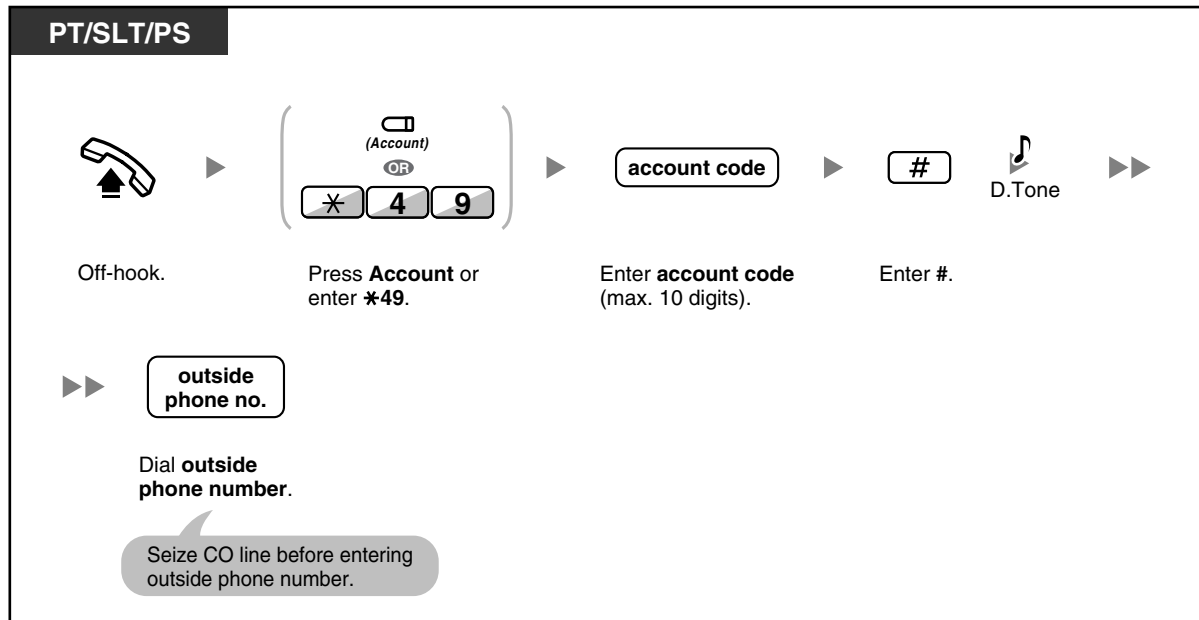 PT/SLT/PS
(Account)
OR
* 4 9
account code
#
D.Tone
Off-hook.
Press Account or
enter *49.
Enter account code
(max. 10 digits).
Enter #.
outside
phone no.
Dial outside
phone number.
Seize CO line before entering
outside phone number.